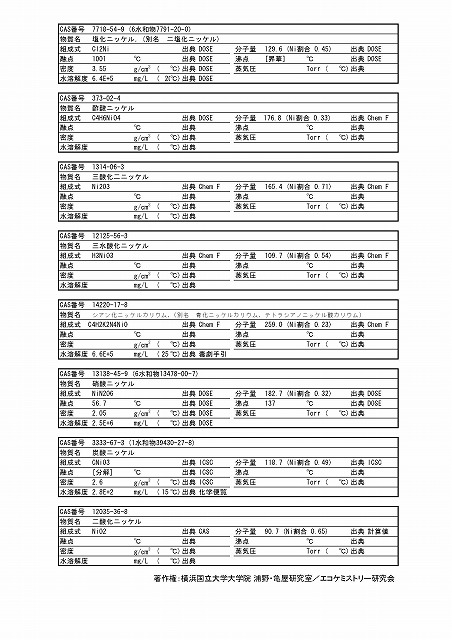 CAS番号 7718-54-9 (6水和物7791-20-0)
物質名 塩化ニッケル，(別名 二塩化ニッケル)
組成式 Cl2Ni 出典 DOSE 分子量 129.6 (Ni割合 0.45) 出典 DOSE
融点 1001 ℃ 出典 DOSE 沸点 [昇華] ℃ 出典 DOSE
密度 3.55 g/cm³ ( ℃) 出典 DOSE 蒸気圧 Torr ( ℃) 出典
水溶解度 6.4E+5 mg/L ( 20℃) 出典 DOSE
CAS番号 373-02-4
物質名 酢酸ニッケル
組成式 C4H6NiO4 出典 Chem F 分子量 176.8 (Ni割合 0.33) 出典 Chem F
融点 ℃ 出典 沸点 ℃ 出典
密度 g/cm³ ( ℃) 出典 蒸気圧 Torr ( ℃) 出典
水溶解度 mg/L ( ℃) 出典
CAS番号 1314-06-3
物質名 三酸化二ニッケル
組成式 Ni2O3 出典 Chem F 分子量 165.4 (Ni割合 0.71) 出典 Chem F
融点 ℃ 出典 沸点 ℃ 出典
密度 g/cm³ ( ℃) 出典 蒸気圧 Torr ( ℃) 出典
水溶解度 mg/L ( ℃) 出典
CAS番号 12125-56-3
物質名 三水酸化ニッケル
組成式 H3NiO3 出典 Chem F 分子量 109.7 (Ni割合 0.54) 出典 Chem F
融点 ℃ 出典 沸点 ℃ 出典
密度 g/cm³ ( ℃) 出典 蒸気圧 Torr ( ℃) 出典
水溶解度 mg/L ( ℃) 出典
CAS番号 14220-17-8
物質名 シアン化ニッケルカリウム，(別名 青化ニッケルカリウム，テトラシアノニッケル酸カリウム)
組成式 C4H2K2N4NiO 出典 Chem F 分子量 259.0 (Ni割合 0.23) 出典 Chem F
融点 ℃ 出典 沸点 ℃ 出典
密度 g/cm³ ( ℃) 出典 蒸気圧 Torr ( ℃) 出典
水溶解度 6.6E+5 mg/L ( 25℃) 出典 毒劇手引
CAS番号 13138-45-9 (6水和物13478-00-7)
物質名 硝酸ニッケル
組成式 NiN2O6 出典 DOSE 分子量 182.7 (Ni割合 0.32) 出典 DOSE
融点 56.7 ℃ 出典 DOSE 沸点 137 ℃ 出典 DOSE
密度 2.05 g/cm³ ( ℃) 出典 DOSE 蒸気圧 Torr ( ℃) 出典
水溶解度 2.5E+6 mg/L ( ℃) 出典 DOSE
CAS番号 3333-67-3 (1水和物39430-27-8)
物質名 炭酸ニッケル
組成式 CNiO3 出典 ICSC 分子量 118.7 (Ni割合 0.49) 出典 ICSC
融点 [分解] ℃ 出典 ICSC 沸点 ℃ 出典
密度 2.6 g/cm³ ( ℃) 出典 ICSC 蒸気圧 Torr ( ℃) 出典
水溶解度 2.8E+2 mg/L ( 15℃) 出典 化学便覧
CAS番号 12035-36-8
物質名 二酸化ニッケル
組成式 NiO2 出典 CAS 分子量 90.7 (Ni割合 0.65) 出典 計算値
融点 ℃ 出典 沸点 ℃ 出典
密度 g/cm³ ( ℃) 出典 蒸気圧 Torr ( ℃) 出典
水溶解度 mg/L ( ℃) 出典
著作権：横浜国立大学大学院 浦野・亀屋研究室／エコケミストリー研究会